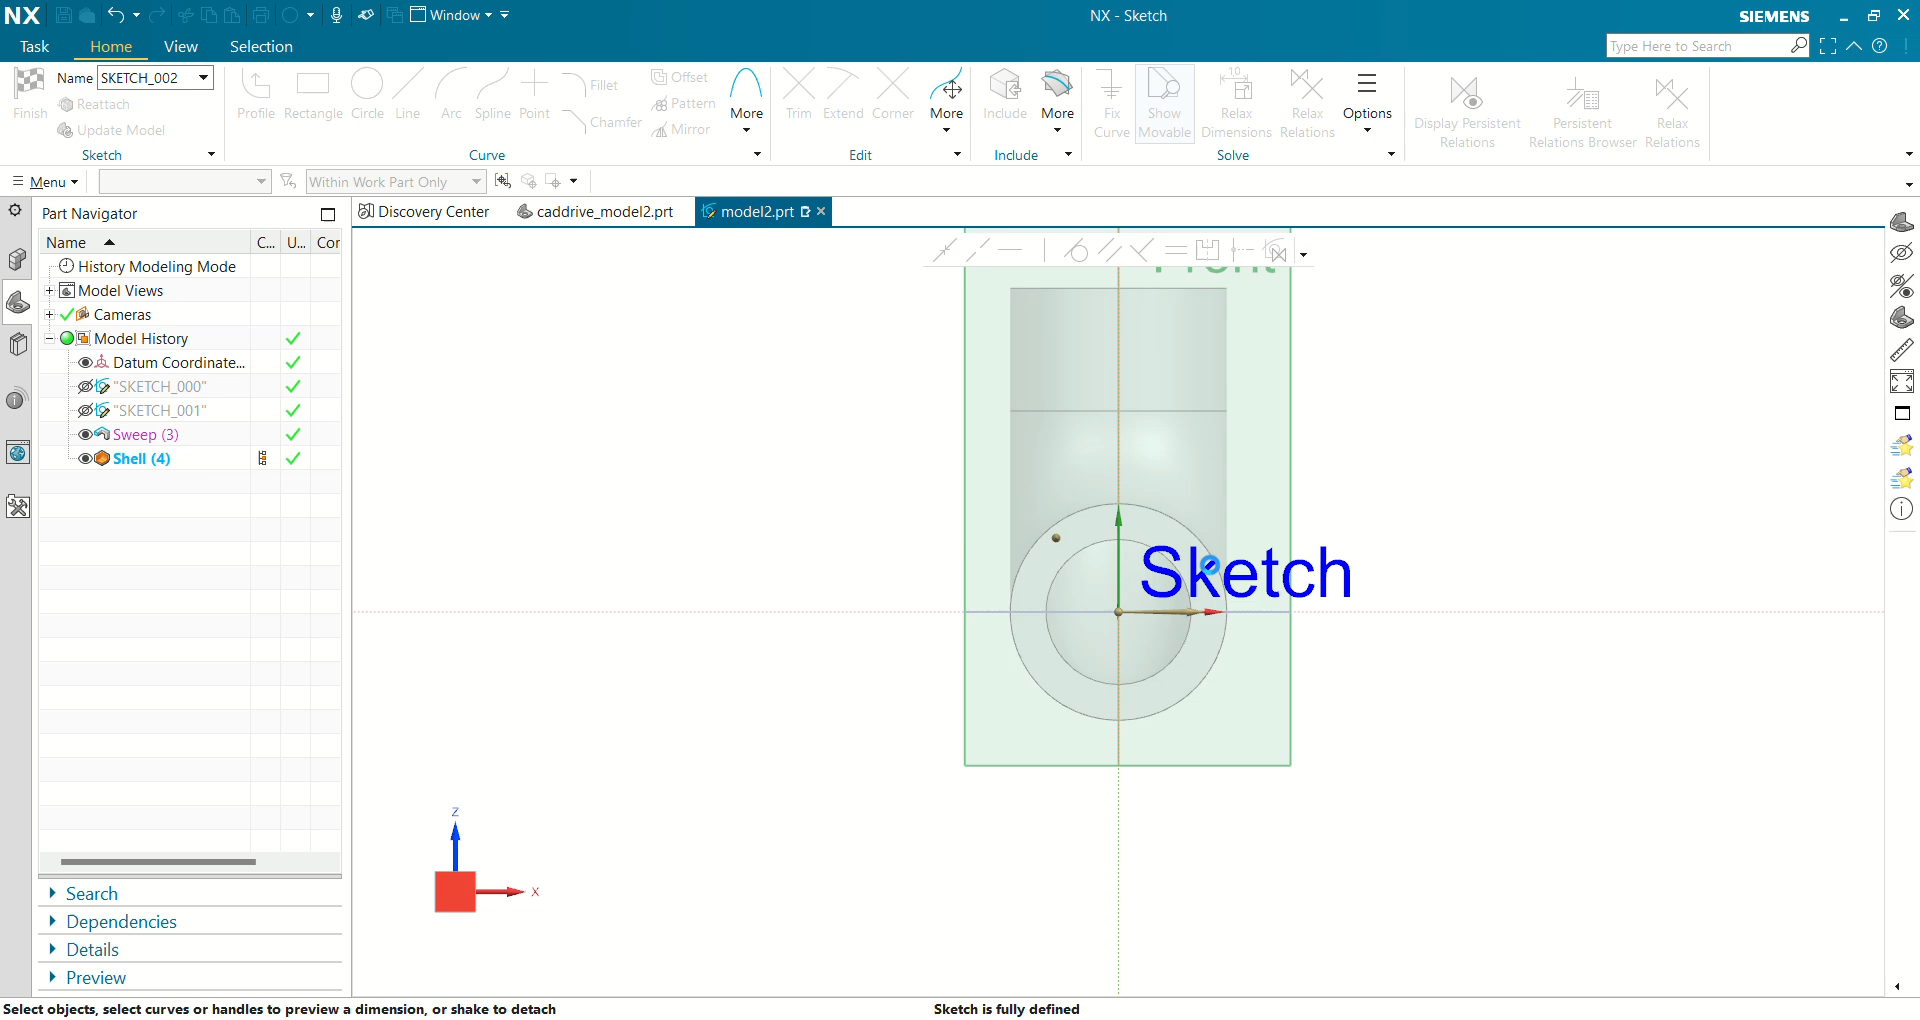 NX
Window
NX - Sketch
SIEMENS
Task
Home
View
Selection
Type Here to Search
Name
SKETCH_002
Finish
Reattach
Update Model
Sketch
Profile
Rectangle
Circle
Line
Arc
Spline
Point
Fillet
Chamfer
Offset
Pattern
Mirror
More
Curve
Trim
Extend
Corner
More
Edit
Include
More
Include
Fix
Curve
Show
Movable
10
Relax
Dimensions
Relax
Relations
Options
Solve
Display Persistent
Relations
Persistent
Relations Browser
Relax
Relations
Menu
Within Work Part Only
Part Navigator
Discovery Center
caddrive_model2.prt
model2.prt
Name
C...
U...
Cor
History Modeling Mode
Model Views
Cameras
Model History
Datum Coordinate...
"SKETCH_000"
"SKETCH_001"
Sweep (3)
Shell (4)
Front
Sketch
Z
X
Search
Dependencies
Details
Preview
Select objects, select curves or handles to preview a dimension, or shake to detach
Sketch is fully defined